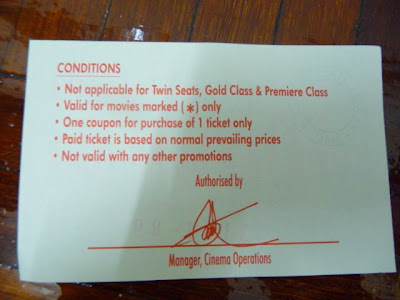 CONDITIONS
• Not applicable for Twin Seats, Gold Class & Premiere Class
• Valid for movies marked (*) only
• One coupon for purchase of 1 ticket only
• Paid ticket is based on normal prevailing prices
• Not valid with any other promotions
Authorised by
Manager, Cinema Operations